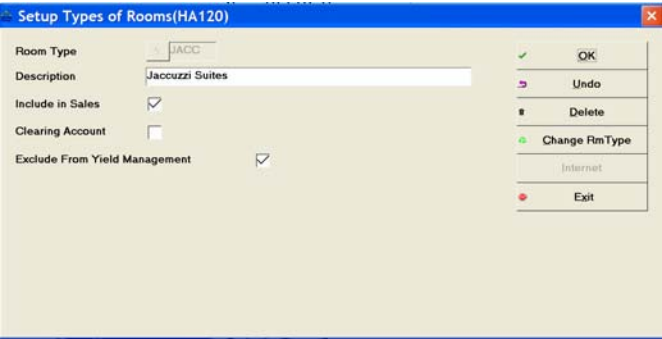 Setup Types of Rooms(HA120)
Room Type JACC
Description Jaccuzzi Suites
Include in Sales
Clearing Account
Exclude From Yield Management
OK
Undo
Delete
Change RmType
Internet
Exit